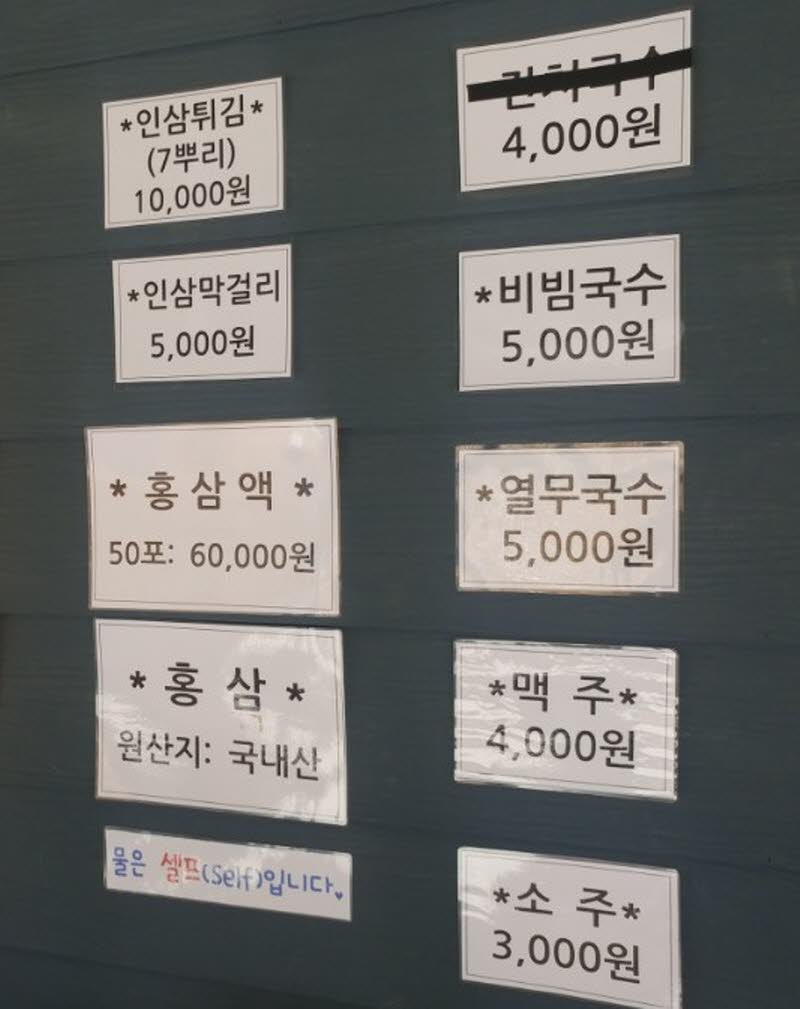 *인삼튀김*
(7뿌리)
10,000원
*인삼막걸리
5,000원
* 홍삼액 *
50포: 60,000원
* 홍 삼 *
원산지: 국내산
물은 셀프(Self)입니다♥
잔치국수
4,000원
*비빔국수
5,000원
*열무국수
5,000원
*맥 주*
4,000원
*소 주*
3,000원